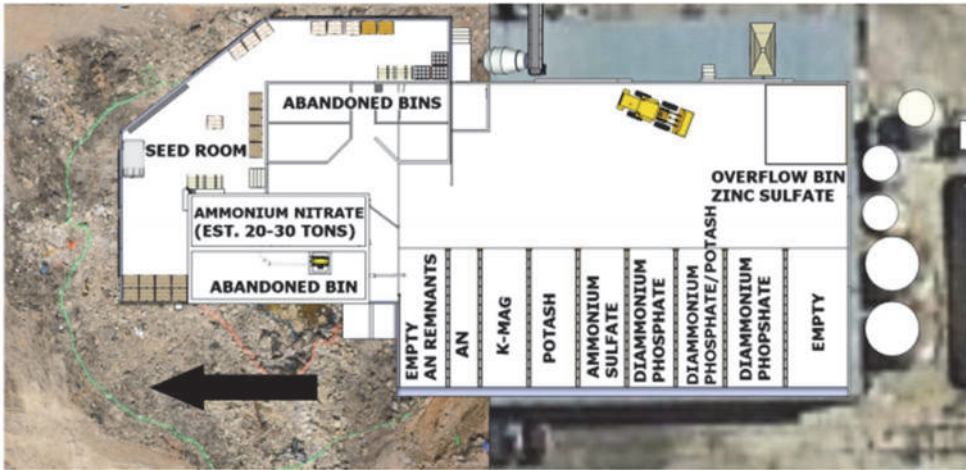 ABANDONED BINS
SEED ROOM
AMMONIUM NITRATE
(EST. 20-30 TONS)
ABANDONED BIN
OVERFLOW BIN
ZINC SULFATE
EMPTY
AN REMNANTS
AN
K-MAG
POTASH
AMMONIUM
SULFATE
DIAMMONIUM
PHOSPHATE
DIAMMONIUM
PHOSPHATE/POTASH
DIAMMONIUM
PHOPSHATE
EMPTY